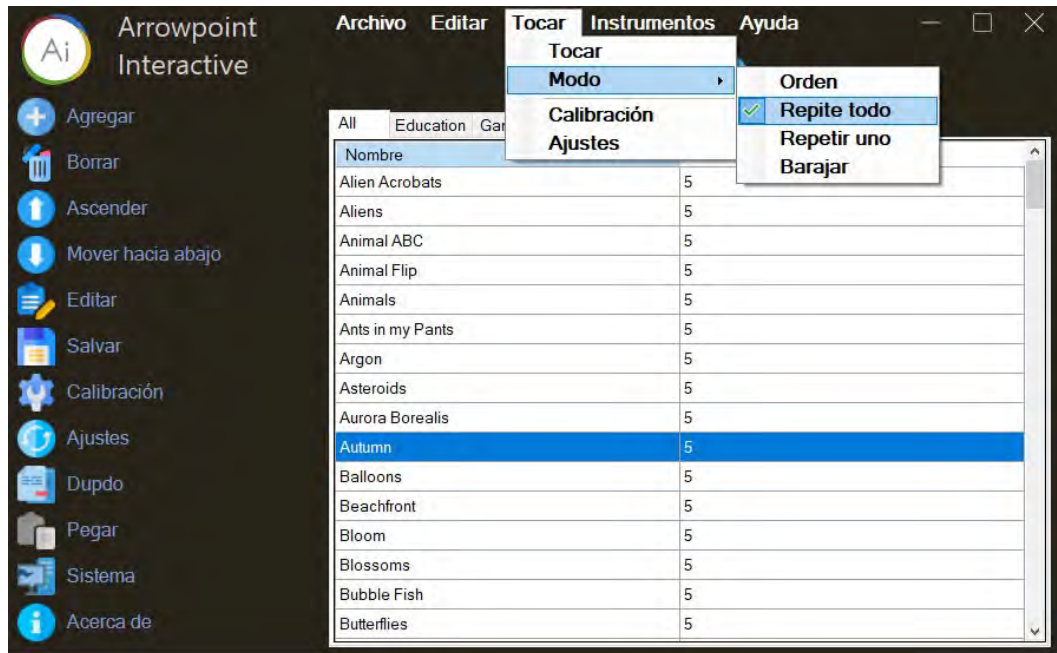 Ai
Arrowpoint
Interactive
Archivo Editar Tocar Instrumentos Ayuda
Tocar
Modo
Calibración
Ajustes
Orden
Repite todo
Repetir uno
Barajar
Agregar
Borrar
Ascender
Mover hacia abajo
Editar
Salvar
Calibración
Ajustes
Dupdo
Pegar
Sistema
Acerca de
All Education
Nombre
Alien Acrobats 5
Aliens 5
Animal ABC 5
Animal Flip 5
Animals 5
Ants in my Pants 5
Argon 5
Asteroids 5
Aurora Borealis 5
Autumn 5
Balloons 5
Beachfront 5
Bloom 5
Blossoms 5
Bubble Fish 5
Butterflies 5